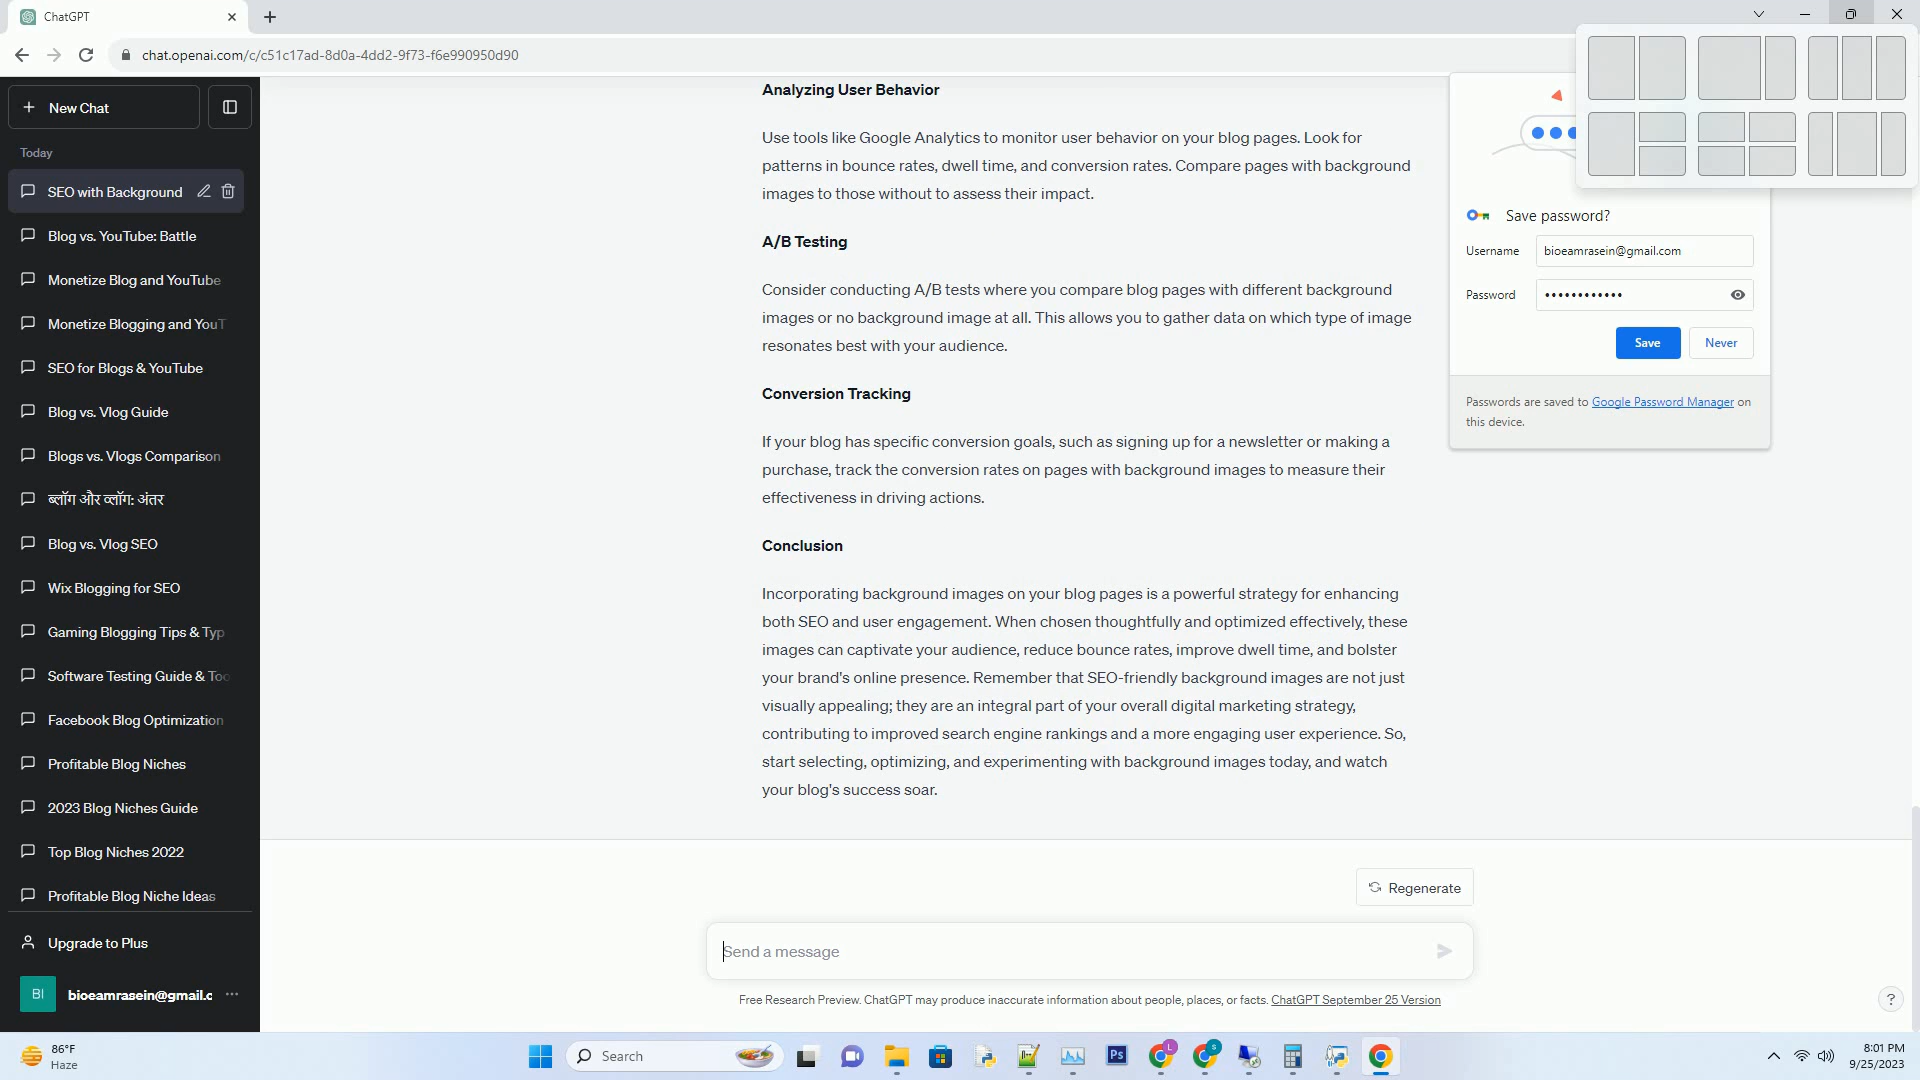 ChatGPT
chat.openai.com/c/c51c17ad-8d0a-4dd2-9f73-f6e990950d90
New Chat
Today
SEO with Background
Blog vs. YouTube: Battle
Monetize Blog and YouTube
Monetize Blogging and YouT
SEO for Blogs & YouTube
Blog vs. Vlog Guide
Blogs vs. Vlogs Comparison
ब्लॉग और व्लॉग: अंतर
Blog vs. Vlog SEO
Wix Blogging for SEO
Gaming Blogging Tips & Typ
Software Testing Guide & Too
Facebook Blog Optimization
Profitable Blog Niches
2023 Blog Niches Guide
Top Blog Niches 2022
Profitable Blog Niche Ideas
Upgrade to Plus
BI
bioeamrasein@gmail.c
Analyzing User Behavior
Use tools like Google Analytics to monitor user behavior on your blog pages. Look for
patterns in bounce rates, dwell time, and conversion rates. Compare pages with background
images to those without to assess their impact.
A/B Testing
Consider conducting A/B tests where you compare blog pages with different background
images or no background image at all. This allows you to gather data on which type of image
resonates best with your audience.
Conversion Tracking
If your blog has specific conversion goals, such as signing up for a newsletter or making a
purchase, track the conversion rates on pages with background images to measure their
effectiveness in driving actions.
Conclusion
Incorporating background images on your blog pages is a powerful strategy for enhancing
both SEO and user engagement. When chosen thoughtfully and optimized effectively, these
images can captivate your audience, reduce bounce rates, improve dwell time, and bolster
your brand's online presence. Remember that SEO-friendly background images are not just
visually appealing; they are an integral part of your overall digital marketing strategy,
contributing to improved search engine rankings and a more engaging user experience. So,
start selecting, optimizing, and experimenting with background images today, and watch
your blog's success soar.
Regenerate
Send a message
Free Research Preview. ChatGPT may produce inaccurate information about people, places, or facts. ChatGPT September 25 Version
?
Save password?
Username
bioeamrasein@gmail.com
Password
••••••••••••
Save
Never
Passwords are saved to Google Password Manager on
this device.
86°F
Haze
Search
Ps
L
S
8:01 PM
9/25/2023